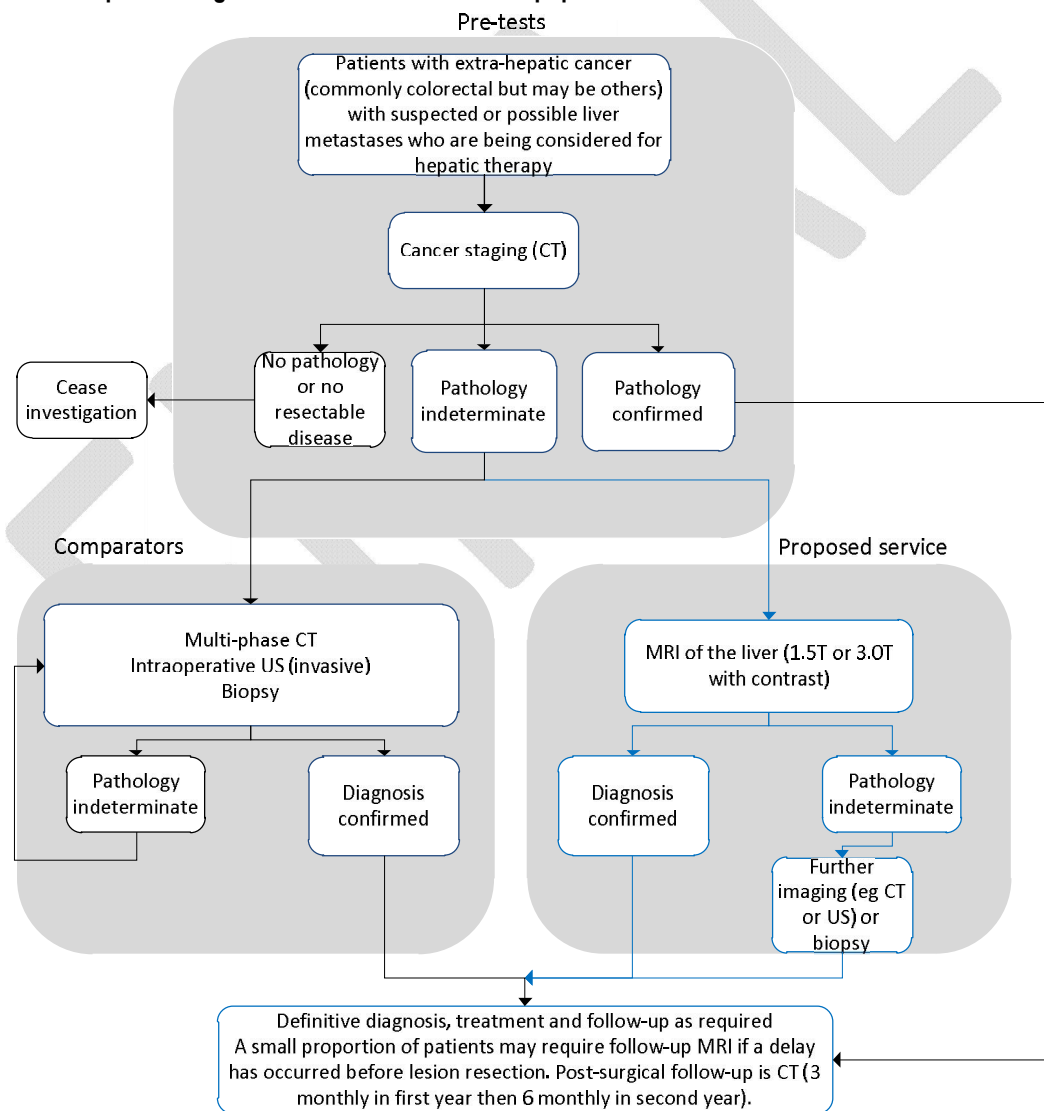 Pre-tests
Patients with extra-hepatic cancer
(commonly colorectal but may be others)
with suspected or possible liver
metastases who are being considered for
hepatic therapy
Cancer staging (CT)
No pathology
or no
resectable
disease
Pathology
indeterminate
Pathology
confirmed
Cease
investigation
Comparators
Proposed service
Multi-phase CT
Intraoperative US (invasive)
Biopsy
MRI of the liver (1.5T or 3.0T
with contrast)
Pathology
indeterminate
Diagnosis
confirmed
Diagnosis
confirmed
Pathology
indeterminate
Further
imaging (eg CT
or US) or
biopsy
Definitive diagnosis, treatment and follow-up as required
A small proportion of patients may require follow-up MRI if a delay
has occurred before lesion resection. Post-surgical follow-up is CT (3
monthly in first year then 6 monthly in second year).